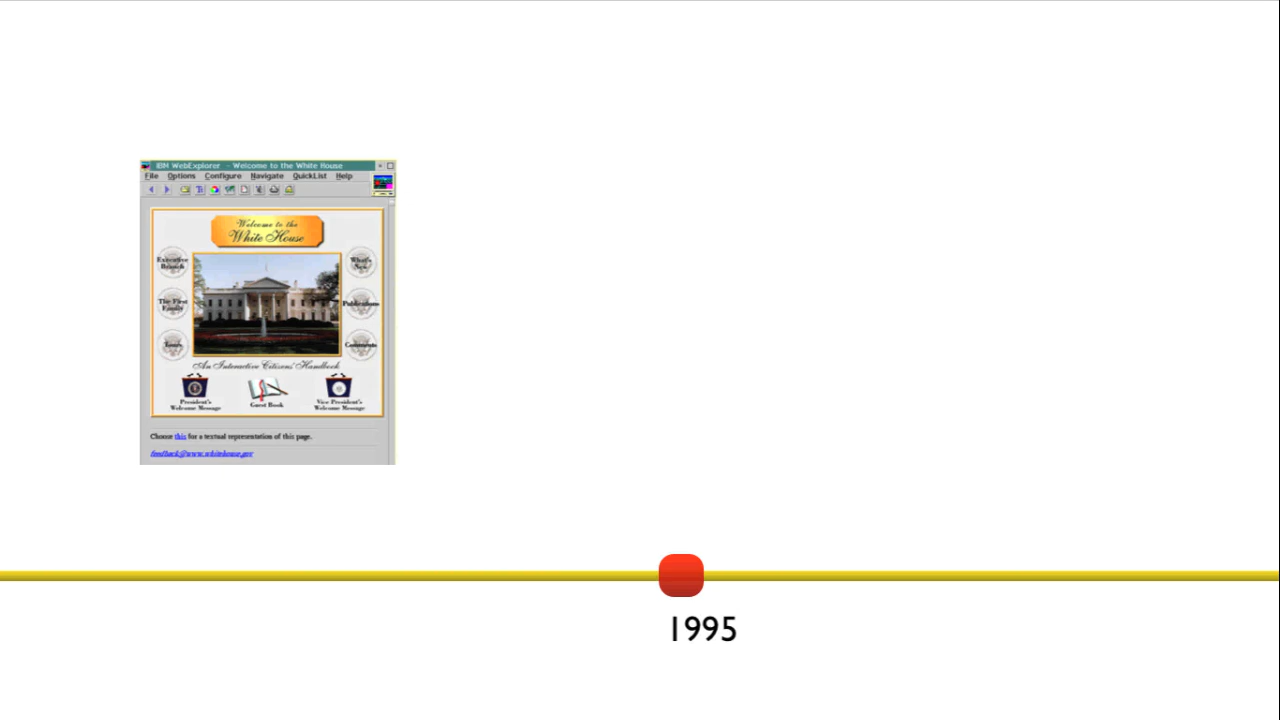 IBM WebExplorer - Welcome to the White House
File Options Configure Navigate QuickList Help
Welcome to the
White House
Executive
Branch
What's
New
The First
Family
Publications
Tours
Comments
An Interactive Citizens' Handbook
President's
Welcome Message
Guest Book
Vice President's
Welcome Message
Choose this for a textual representation of this page.
feedback@www.whitehouse.gov
1995